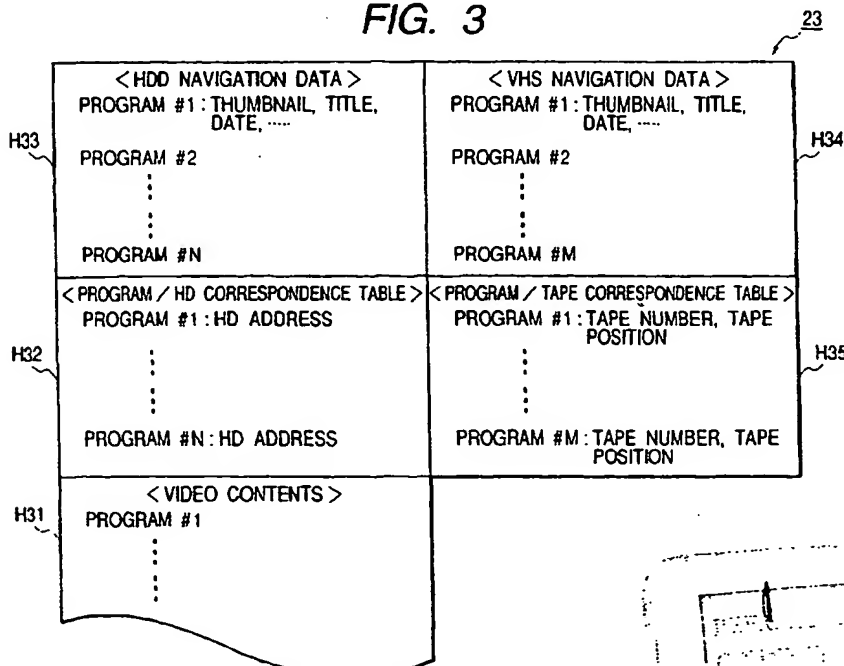 FIG. 3
23
<HDD NAVIGATION DATA>
PROGRAM #1 : THUMBNAIL, TITLE,
DATE, .....
PROGRAM #2
PROGRAM #N
H33
<VHS NAVIGATION DATA>
PROGRAM #1 : THUMBNAIL, TITLE,
DATE, .....
PROGRAM #2
PROGRAM #M
H34
<PROGRAM / HD CORRESPONDENCE TABLE>
PROGRAM #1 : HD ADDRESS
PROGRAM #N : HD ADDRESS
H32
<PROGRAM / TAPE CORRESPONDENCE TABLE>
PROGRAM #1 : TAPE NUMBER, TAPE
POSITION
PROGRAM #M : TAPE NUMBER, TAPE
POSITION
H35
<VIDEO CONTENTS>
PROGRAM #1
H31